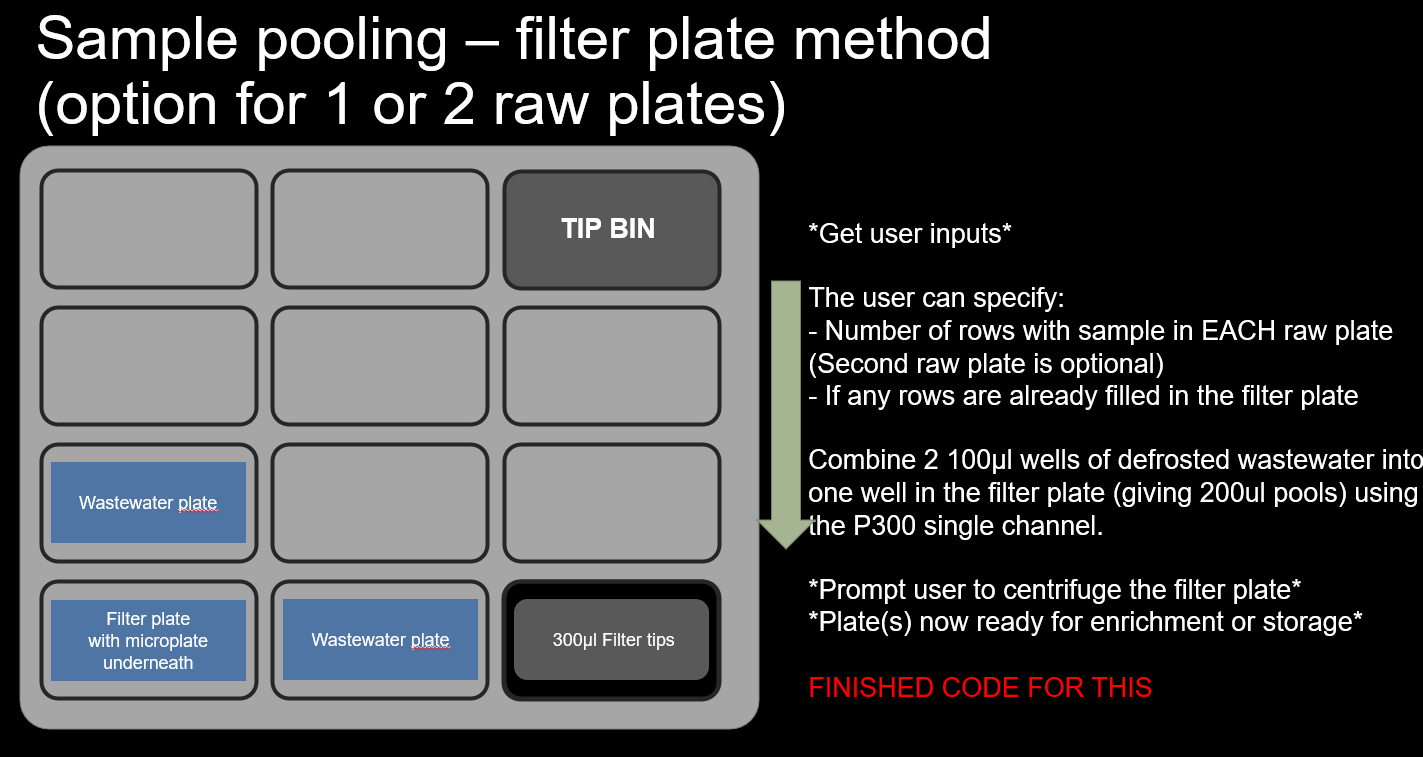 Sample pooling – filter plate method
(option for 1 or 2 raw plates)
TIP BIN
Wastewater plate
Filter plate
with microplate
underneath
Wastewater plate
300µl Filter tips
*Get user inputs*
The user can specify:
- Number of rows with sample in EACH raw plate
(Second raw plate is optional)
- If any rows are already filled in the filter plate
Combine 2 100µl wells of defrosted wastewater into
one well in the filter plate (giving 200ul pools) using
the P300 single channel.
*Prompt user to centrifuge the filter plate*
*Plate(s) now ready for enrichment or storage*
FINISHED CODE FOR THIS